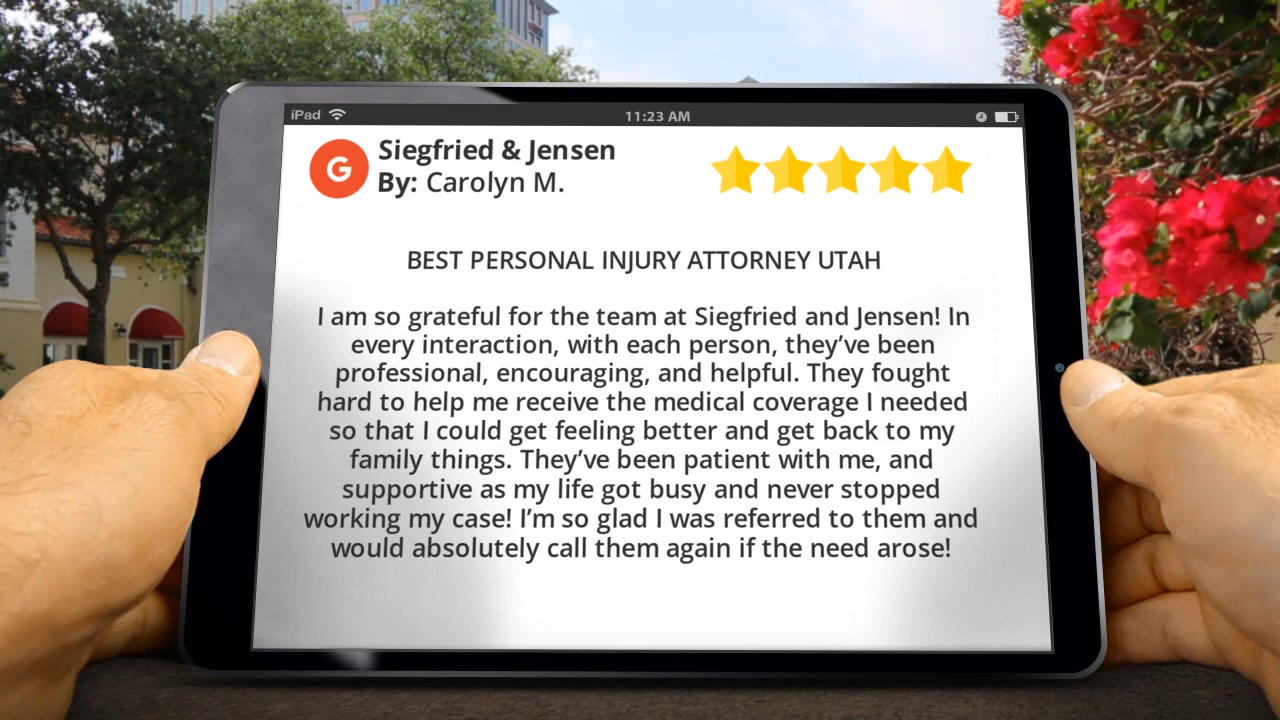 iPad 11:23 AM
G
Siegfried & Jensen
By: Carolyn M.
BEST PERSONAL INJURY ATTORNEY UTAH
I am so grateful for the team at Siegfried and Jensen! In
every interaction, with each person, they’ve been
professional, encouraging, and helpful. They fought
hard to help me receive the medical coverage I needed
so that I could get feeling better and get back to my
family things. They’ve been patient with me, and
supportive as my life got busy and never stopped
working my case! I’m so glad I was referred to them and
would absolutely call them again if the need arose!